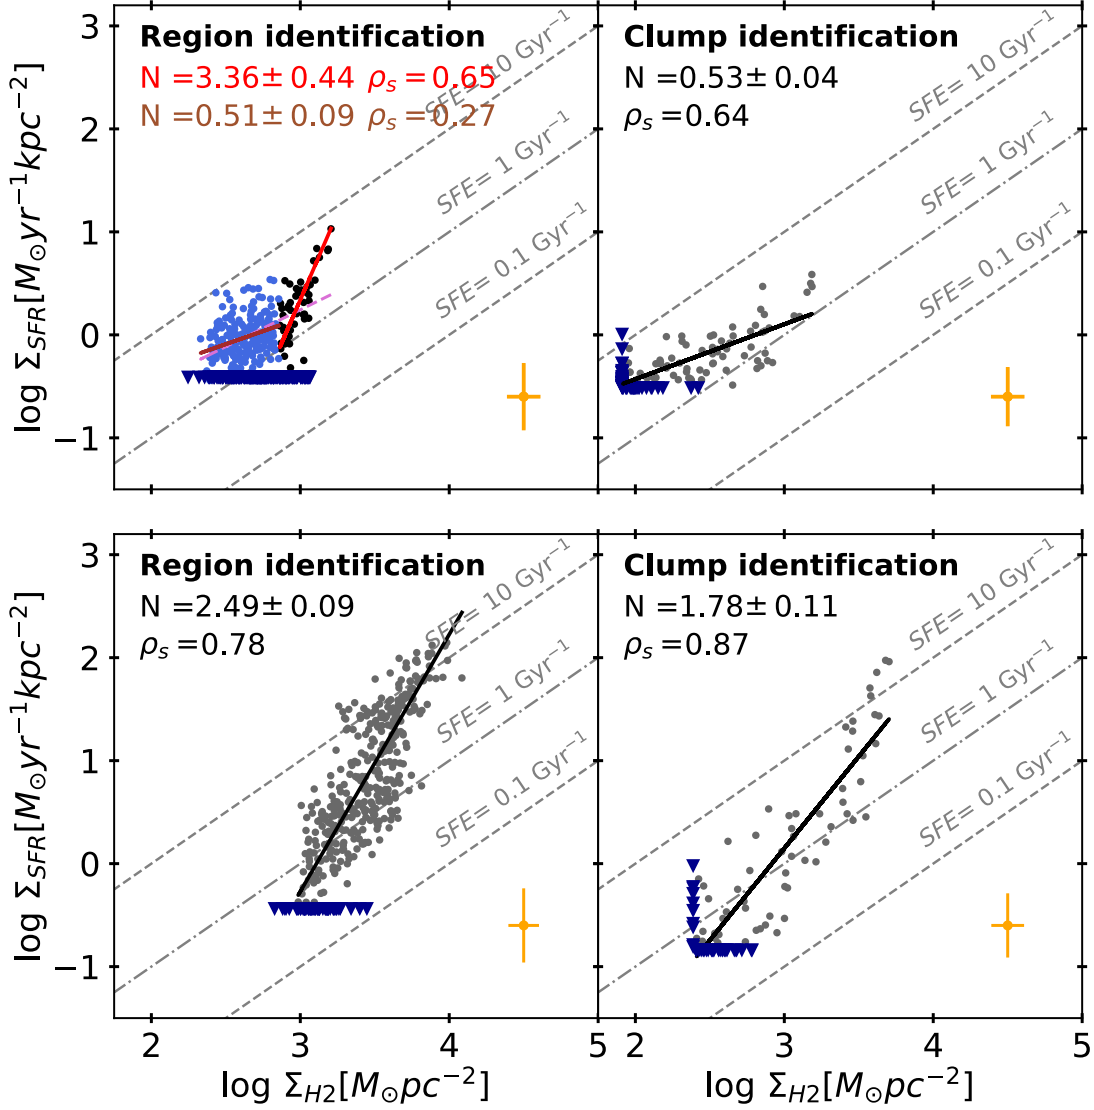 Region identification
N =3.36± 0.44 ρs =0.65
N =0.51± 0.09 ρs =0.27
SFE= 10 Gyr−1
SFE= 1 Gyr−1
SFE= 0.1 Gyr−1
3
2
1
0
−1
log ΣSFR[M⊙yr−1kpc−2]
2
3
4
5
Clump identification
N =0.53± 0.04
ρs =0.64
SFE= 10 Gyr−1
SFE= 1 Gyr−1
SFE= 0.1 Gyr−1
Region identification
N =2.49± 0.09
ρs =0.78
SFE= 10 Gyr−1
SFE= 1 Gyr−1
SFE= 0.1 Gyr−1
3
2
1
0
−1
log ΣSFR[M⊙yr−1kpc−2]
Clump identification
N =1.78± 0.11
ρs =0.87
SFE= 10 Gyr−1
SFE= 1 Gyr−1
SFE= 0.1 Gyr−1
2 3 4 5
2 3 4 5
log ΣH2[M⊙pc−2]
log ΣH2[M⊙pc−2]